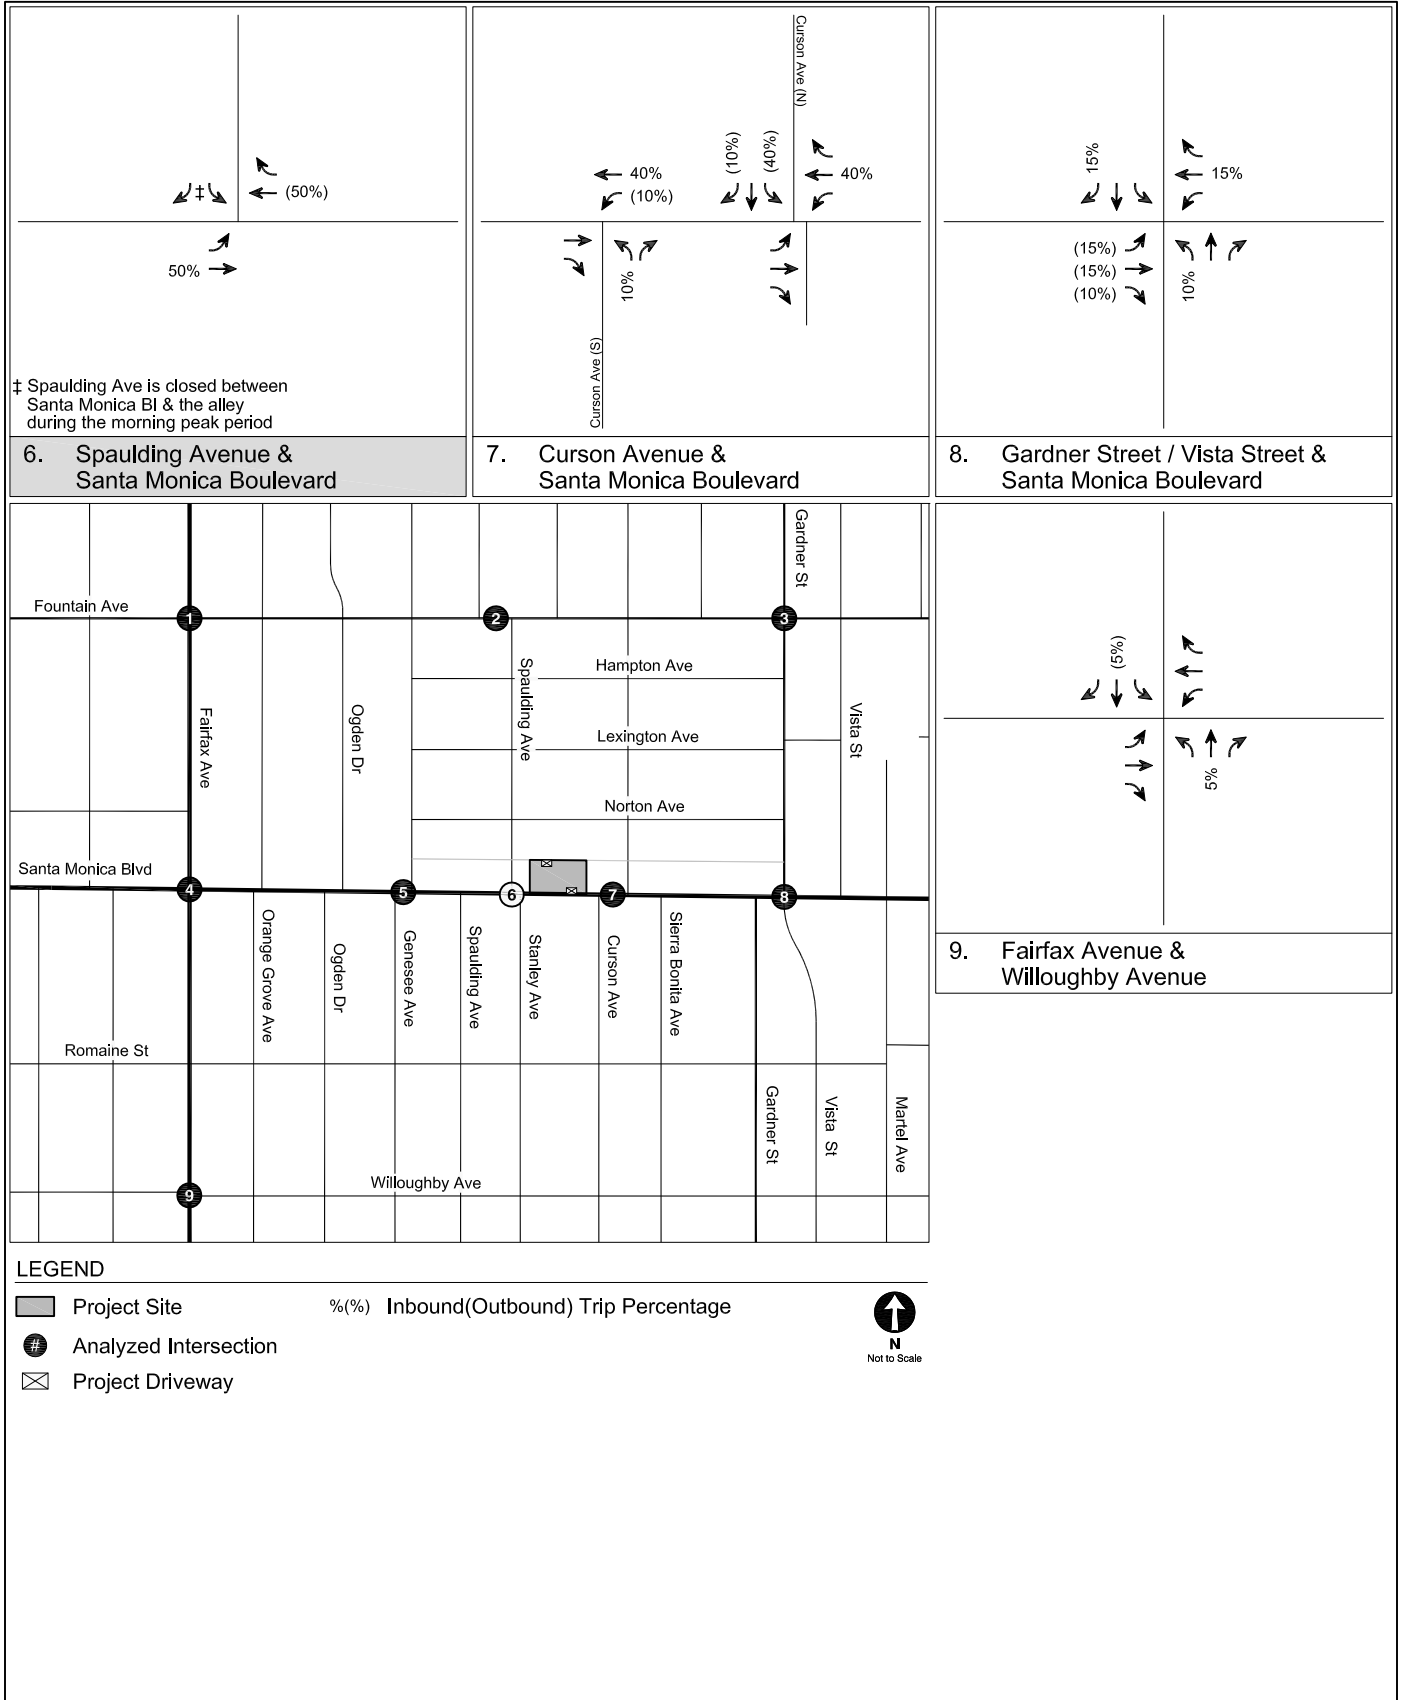 Curson Ave (N)
(50%)
‡
50%
‡ Spaulding Ave is closed between
Santa Monica Bl & the alley
during the morning peak period
6. Spaulding Avenue &
Santa Monica Boulevard
40%
(10%)
(10%)
(40%)
40%
10%
Curson Ave (S)
7. Curson Avenue &
Santa Monica Boulevard
15%
15%
(15%)
(15%)
(10%)
10%
8. Gardner Street / Vista Street &
Santa Monica Boulevard
Gardner St
Fountain Ave
1
2
3
Hampton Ave
Spaulding Ave
Fairfax Ave
Ogden Dr
Lexington Ave
Vista St
Norton Ave
Santa Monica Blvd
4
5
6
7
8
Orange Grove Ave
Ogden Dr
Genesee Ave
Spaulding Ave
Stanley Ave
Curson Ave
Sierra Bonita Ave
Romaine St
Gardner St
Vista St
Martel Ave
Willoughby Ave
9
(5%)
5%
9. Fairfax Avenue &
Willoughby Avenue
LEGEND
Project Site
%(%) Inbound(Outbound) Trip Percentage
# Analyzed Intersection
Project Driveway
N
Not to Scale